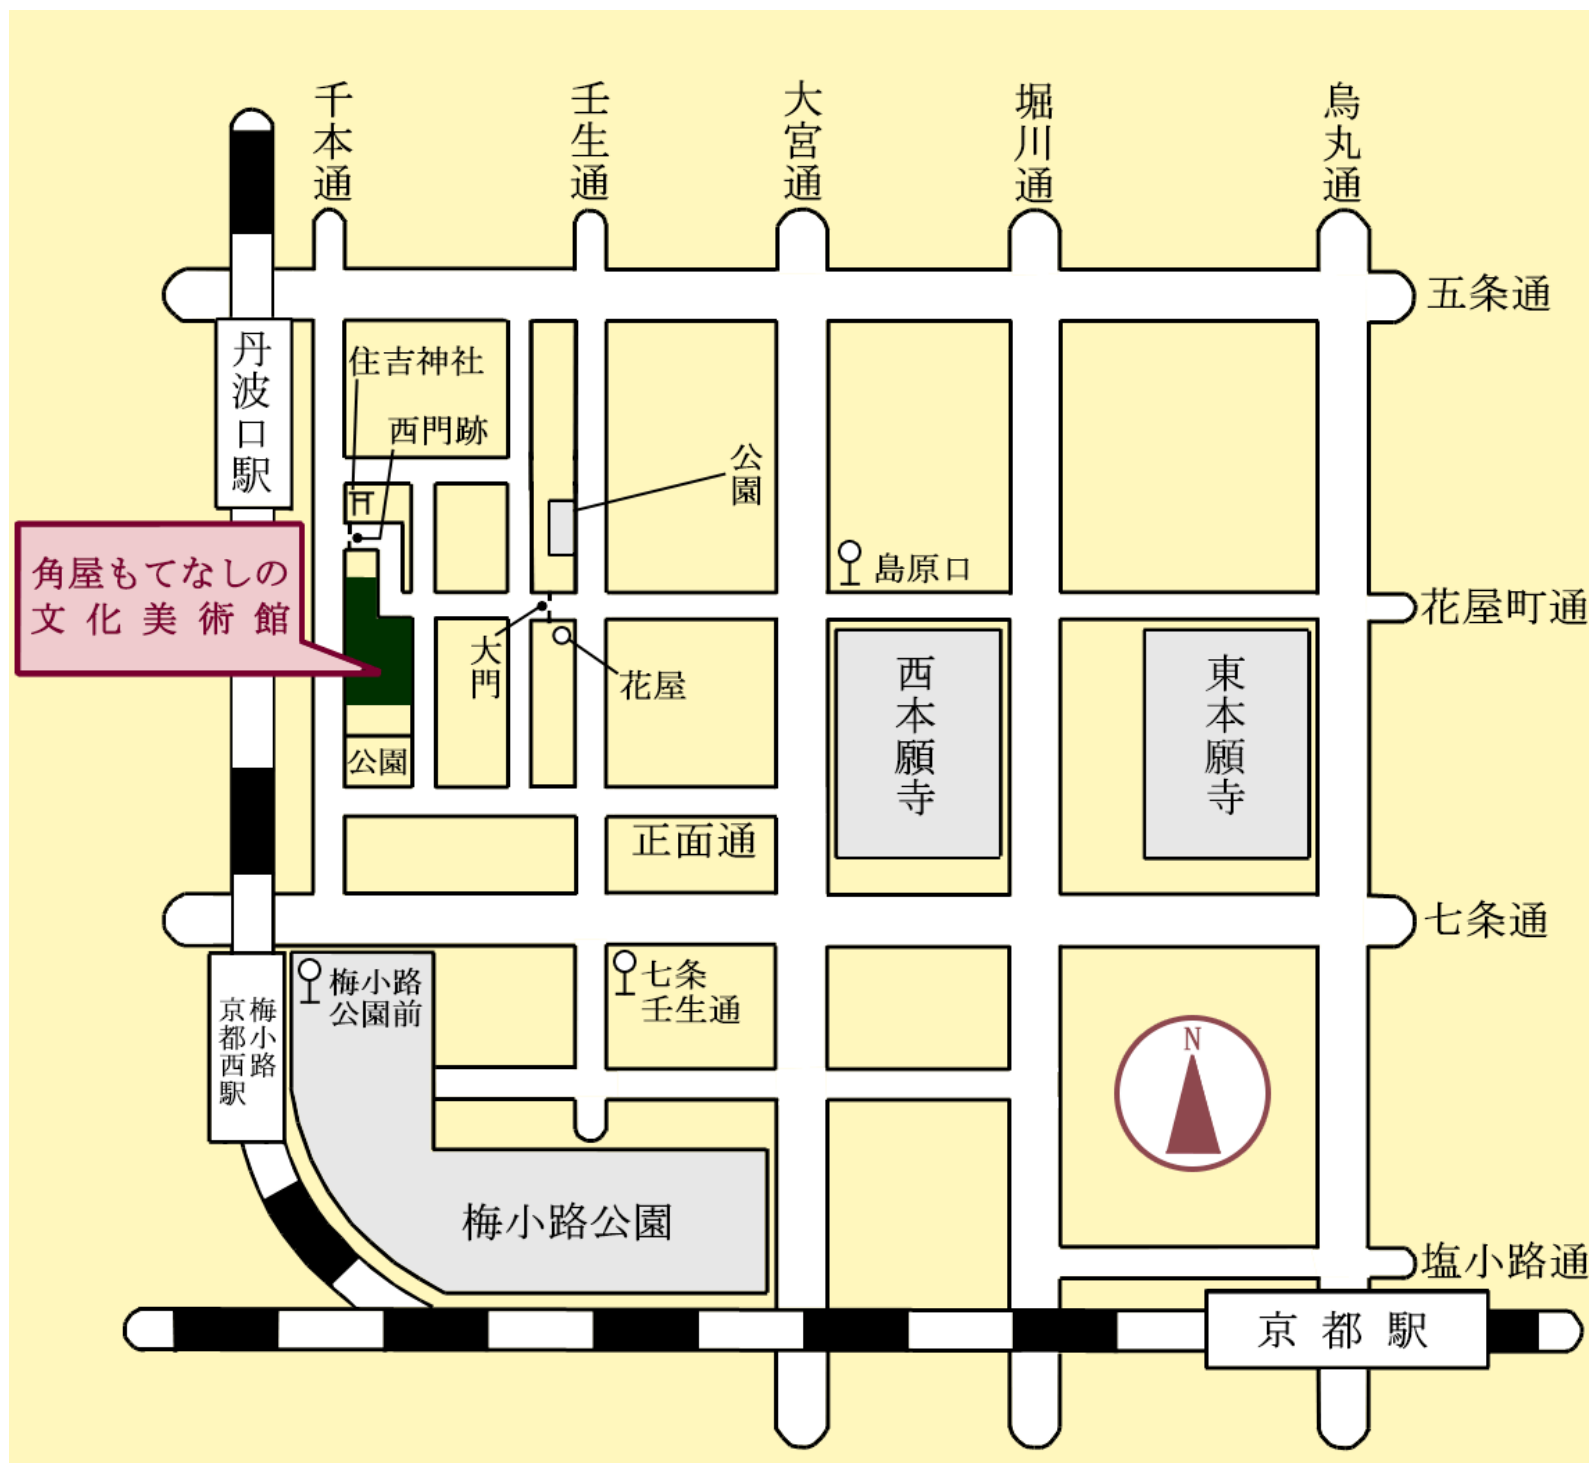 千本通
壬生通
大宮通
堀川通
烏丸通
五条通
丹波口駅
住吉神社
西門跡
公園
島原口
角屋もてなしの
文化美術館
花屋町通
大門
花屋
西本願寺
東本願寺
公園
正面通
七条通
梅小路
公園前
七条
壬生通
梅小路
京都西駅
N
梅小路公園
塩小路通
京都駅